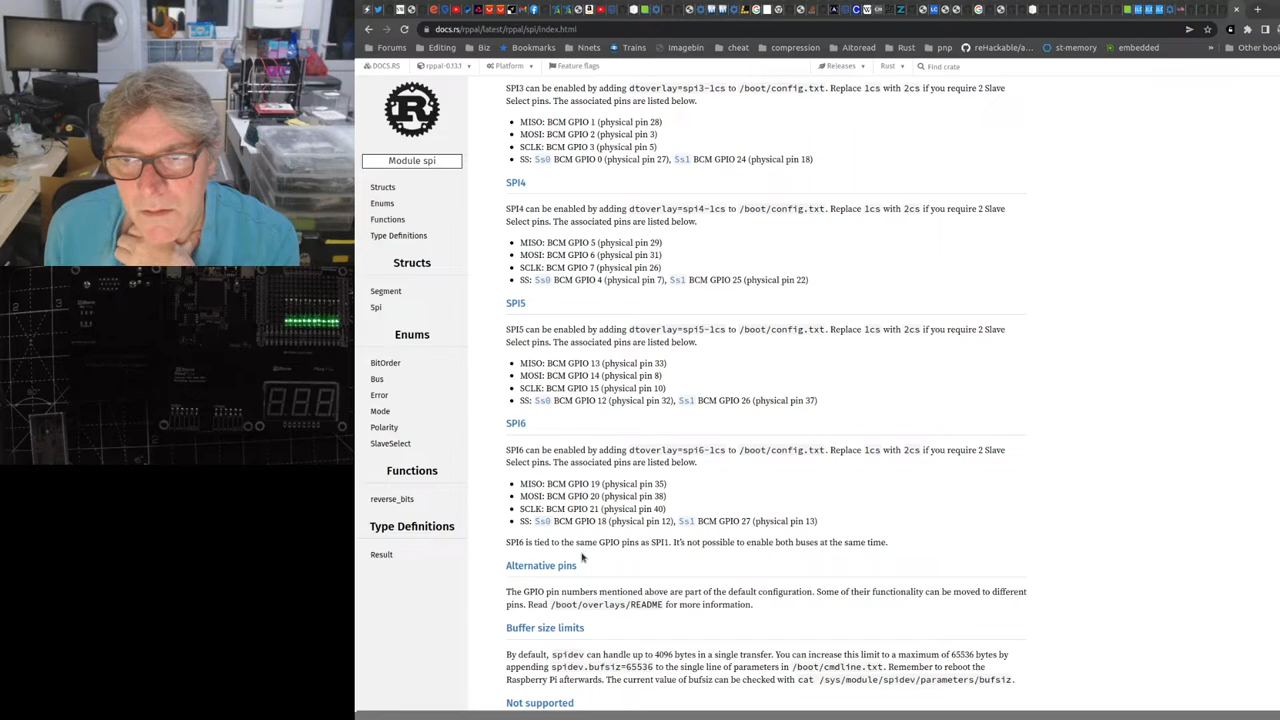 docs.rs/rppal/latest/rppal/spi/index.html
Forums Editing Biz Bookmarks Nnets Trains Imagebin cheat compression Altoread Rust pnp rehackable/a... st-memory embedded Other book
DOCS.RS rppal-0.13.1 Platform Feature flags Releases Rust Find crate
Module spi
Structs
Enums
Functions
Type Definitions
Structs
Segment
Spi
Enums
BitOrder
Bus
Error
Mode
Polarity
SlaveSelect
Functions
reverse_bits
Type Definitions
Result
SPI3 can be enabled by adding dtoverlay=spi3-1cs to /boot/config.txt. Replace 1cs with 2cs if you require 2 Slave
Select pins. The associated pins are listed below.
MISO: BCM GPIO 1 (physical pin 28)
MOSI: BCM GPIO 2 (physical pin 3)
SCLK: BCM GPIO 3 (physical pin 5)
SS: Ss0 BCM GPIO 0 (physical pin 27), Ss1 BCM GPIO 24 (physical pin 18)
SPI4
SPI4 can be enabled by adding dtoverlay=spi4-1cs to /boot/config.txt. Replace 1cs with 2cs if you require 2 Slave
Select pins. The associated pins are listed below.
MISO: BCM GPIO 5 (physical pin 29)
MOSI: BCM GPIO 6 (physical pin 31)
SCLK: BCM GPIO 7 (physical pin 26)
SS: Ss0 BCM GPIO 4 (physical pin 7), Ss1 BCM GPIO 25 (physical pin 22)
SPI5
SPI5 can be enabled by adding dtoverlay=spi5-1cs to /boot/config.txt. Replace 1cs with 2cs if you require 2 Slave
Select pins. The associated pins are listed below.
MISO: BCM GPIO 13 (physical pin 33)
MOSI: BCM GPIO 14 (physical pin 8)
SCLK: BCM GPIO 15 (physical pin 10)
SS: Ss0 BCM GPIO 12 (physical pin 32), Ss1 BCM GPIO 26 (physical pin 37)
SPI6
SPI6 can be enabled by adding dtoverlay=spi6-1cs to /boot/config.txt. Replace 1cs with 2cs if you require 2 Slave
Select pins. The associated pins are listed below.
MISO: BCM GPIO 19 (physical pin 35)
MOSI: BCM GPIO 20 (physical pin 38)
SCLK: BCM GPIO 21 (physical pin 40)
SS: Ss0 BCM GPIO 18 (physical pin 12), Ss1 BCM GPIO 27 (physical pin 13)
SPI6 is tied to the same GPIO pins as SPI1. It's not possible to enable both buses at the same time.
Alternative pins
The GPIO pin numbers mentioned above are part of the default configuration. Some of their functionality can be moved to different
pins. Read /boot/overlays/README for more information.
Buffer size limits
By default, spidev can handle up to 4096 bytes in a single transfer. You can increase this limit to a maximum of 65536 bytes by
appending spidev.bufsiz=65536 to the single line of parameters in /boot/cmdline.txt. Remember to reboot the
Raspberry Pi afterwards. The current value of bufsiz can be checked with cat /sys/module/spidev/parameters/bufsiz.
Not supported